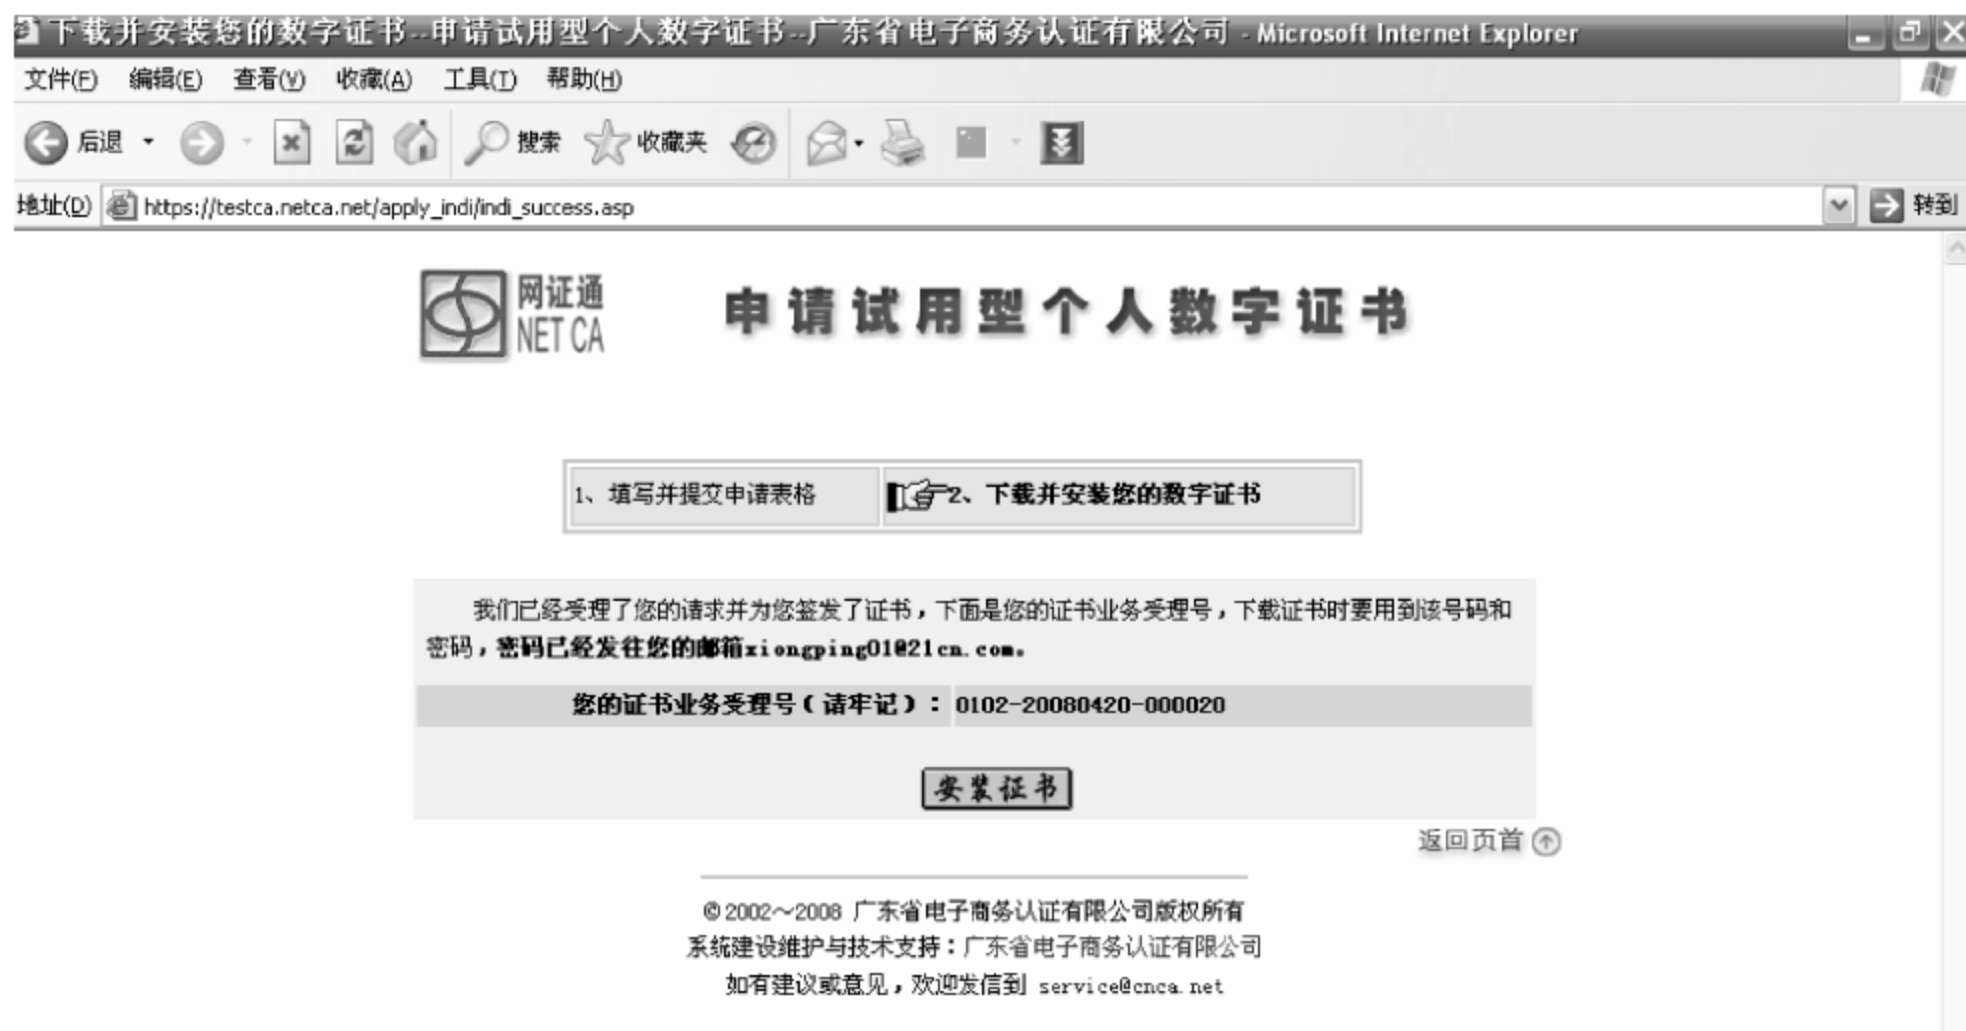 下载并安装您的数字证书--申请试用型个人数字证书--广东省电子商务认证有限公司 - Microsoft Internet Explorer
文件(F) 编辑(E) 查看(V) 收藏(A) 工具(T) 帮助(H)
后退 搜索 收藏夹
地址(D) https://testca.netca.net/apply_indi/indi_success.asp 转到
网证通
NET CA
申请试用型个人数字证书
1、填写并提交申请表格 2、下载并安装您的数字证书
我们已经受理了您的请求并为您签发了证书，下面是您的证书业务受理号，下载证书时要用到该号码和
密码，密码已经发往您的邮箱xiongping01@21cn.com。
您的证书业务受理号（请牢记）： 0102-20080420-000020
安装证书
返回页首
©2002～2008 广东省电子商务认证有限公司版权所有
系统建设维护与技术支持：广东省电子商务认证有限公司
如有建议或意见，欢迎发信到 service@cnca.net